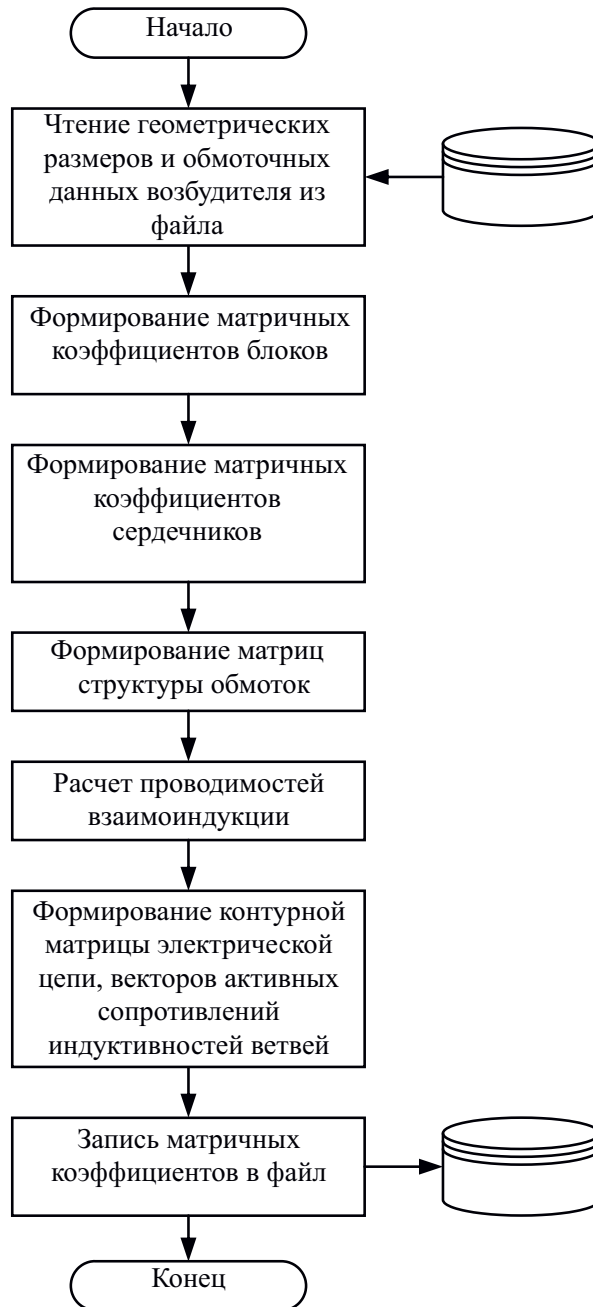 Начало
Чтение геометрических
размеров и обмоточных
данных возбудителя из
файла
Формирование матричных
коэффициентов блоков
Формирование матричных
коэффициентов
сердечников
Формирование матриц
структуры обмоток
Расчет проводимостей
взаимоиндукции
Формирование контурной
матрицы электрической
цепи, векторов активных
сопротивлений
индуктивностей ветвей
Запись матричных
коэффициентов в файл
Конец